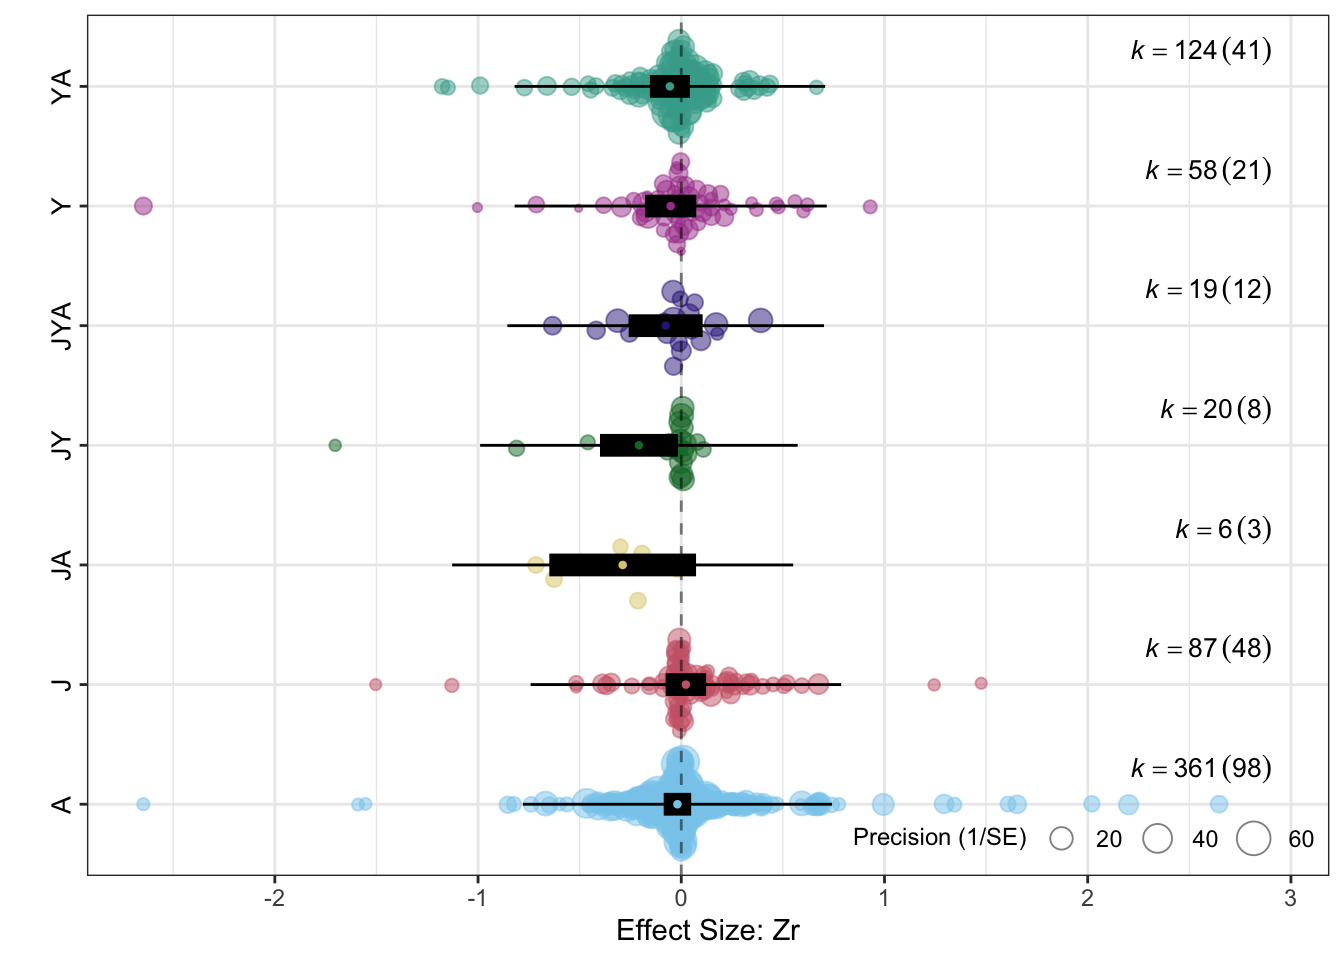 YA
k = 124 (41)
Y
k = 58 (21)
JYA
k = 19 (12)
JY
k = 20 (8)
JA
k = 6 (3)
J
k = 87 (48)
A
k = 361 (98)
Precision (1/SE) 20 40 60
-2 -1 0 1 2 3
Effect Size: Zr